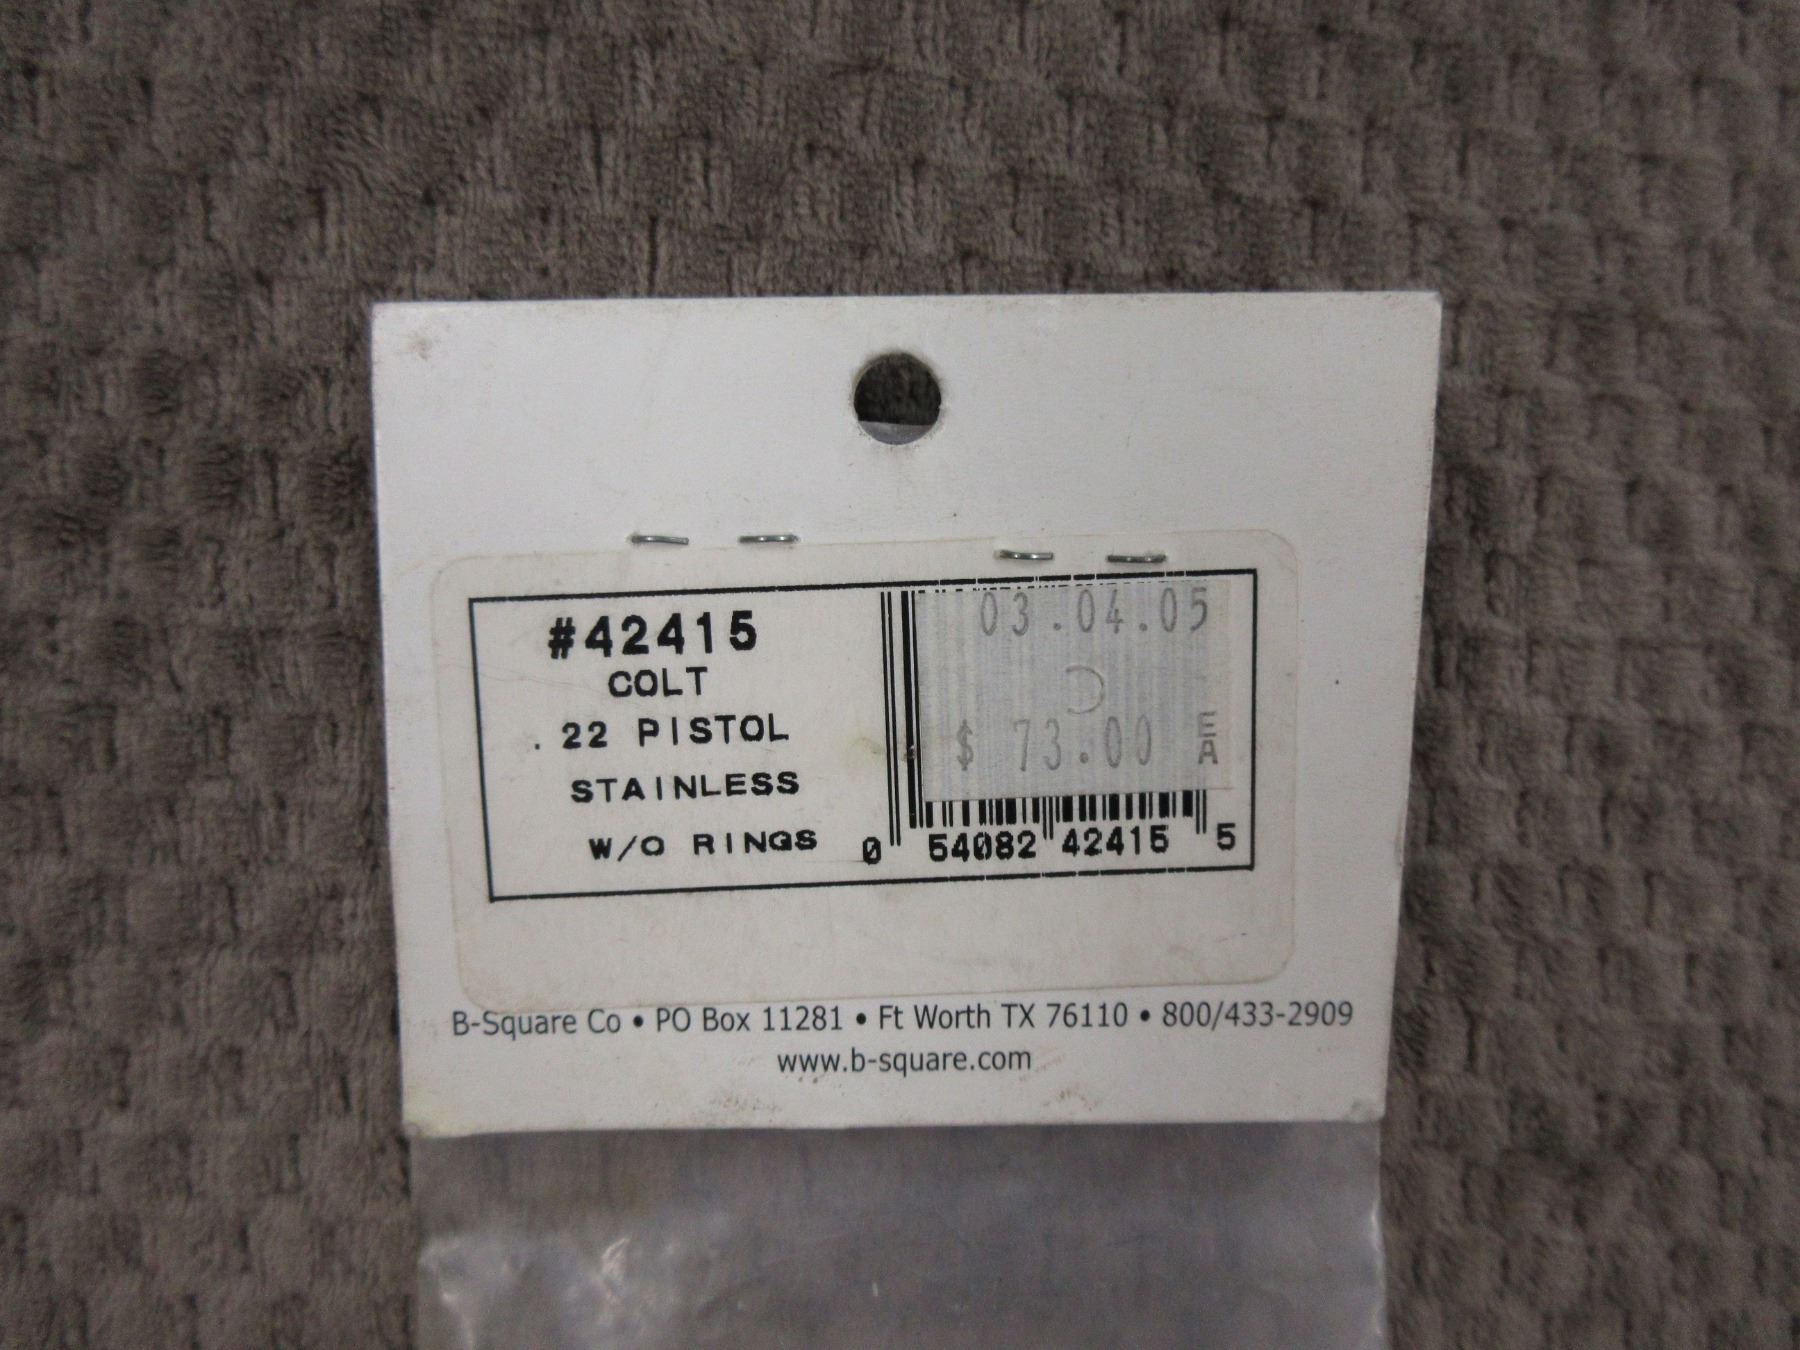 #42415
COLT
.22 PISTOL
STAINLESS
W/O RINGS
03.04.05
$ 73.00 EA
0 54082 42415 5
B-Square Co • PO Box 11281 • Ft Worth TX 76110 • 800/433-2909
www.b-square.com